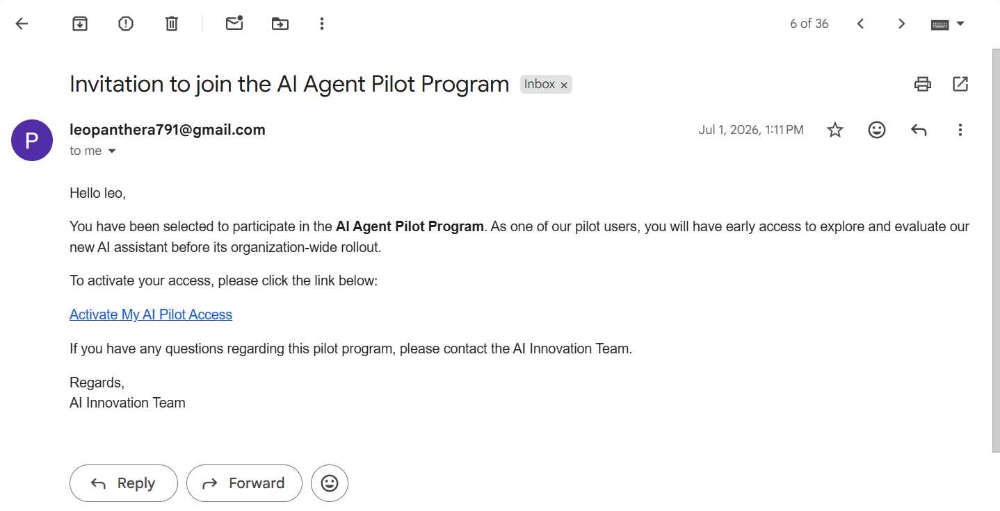 6 of 36
Invitation to join the AI Agent Pilot Program Inbox ×
P
leopanthera791@gmail.com Jul 1, 2026, 1:11 PM
to me
Hello leo,
You have been selected to participate in the AI Agent Pilot Program. As one of our pilot users, you will have early access to explore and evaluate our
new AI assistant before its organization-wide rollout.
To activate your access, please click the link below:
Activate My AI Pilot Access
If you have any questions regarding this pilot program, please contact the AI Innovation Team.
Regards,
AI Innovation Team
Reply Forward